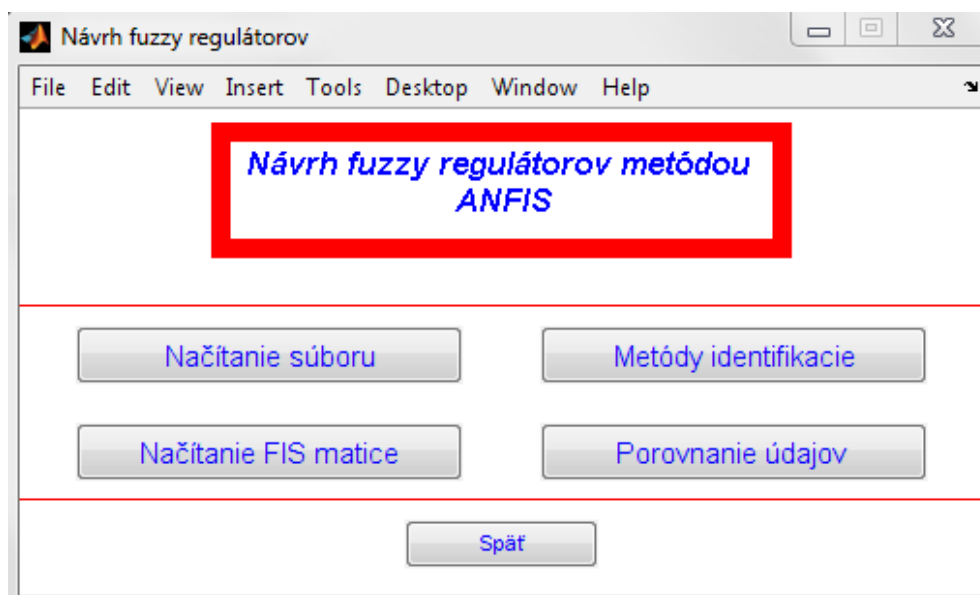 Návrh fuzzy regulátorov
File Edit View Insert Tools Desktop Window Help
Návrh fuzzy regulátorov metódou
ANFIS
Načítanie súboru
Metódy identifikacie
Načítanie FIS matice
Porovnanie údajov
Späť